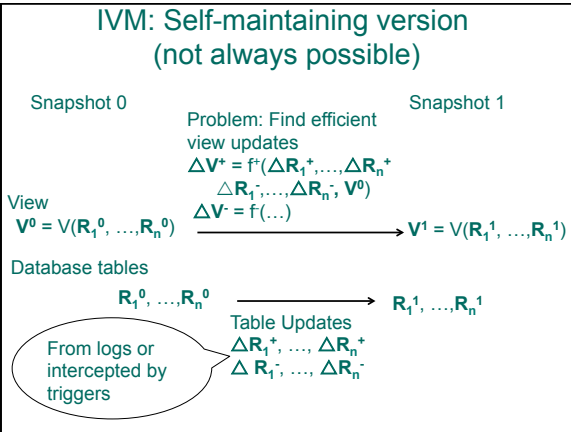 IVM: Self-maintaining version
(not always possible)
Snapshot 0
Snapshot 1
Problem: Find efficient
view updates
△V⁺ = f⁺(△R₁⁺,…,△Rₙ⁺
△R₁⁻,…,△Rₙ⁻, V⁰)
△V⁻ = f⁻(…)
View
V⁰ = V(R₁⁰, …,Rₙ⁰)
V¹ = V(R₁¹, …,Rₙ¹)
Database tables
R₁⁰, …,Rₙ⁰
R₁¹, …,Rₙ¹
Table Updates
△R₁⁺, …, △Rₙ⁺
△ R₁⁻, …, △Rₙ⁻
From logs or
intercepted by
triggers